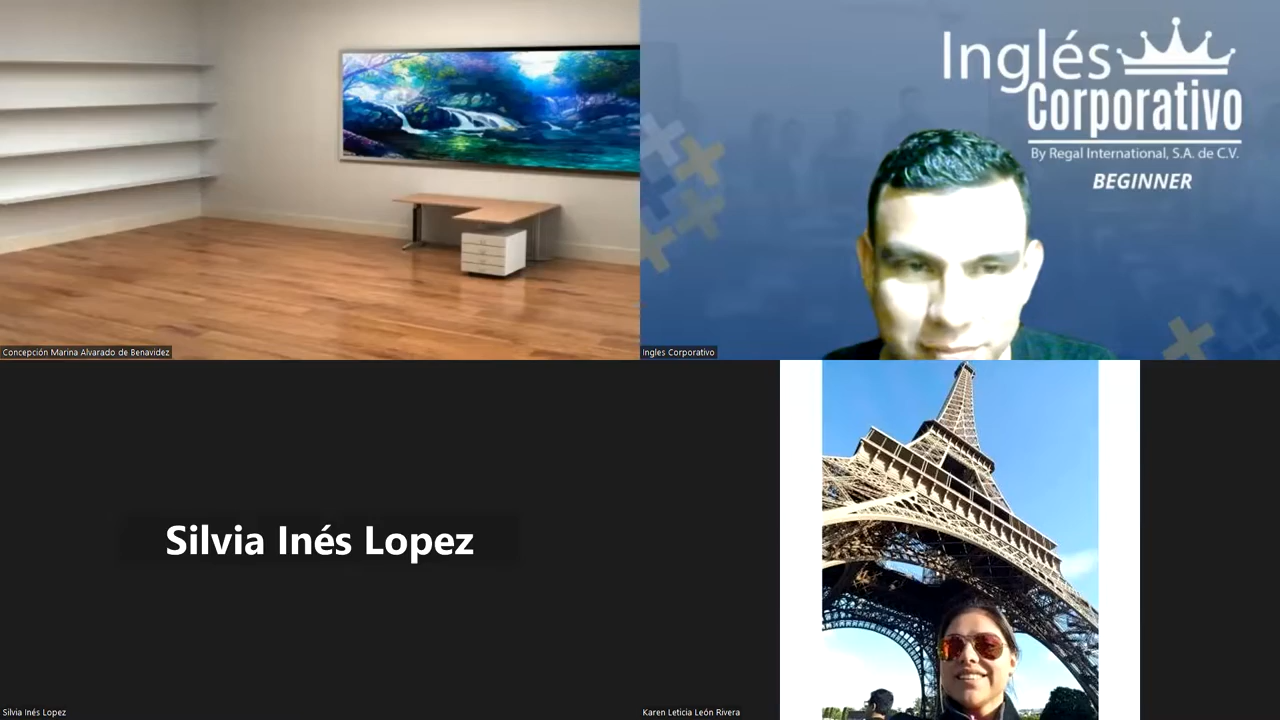 Inglés
Corporativo
By Regal International, S.A. de C.V.
BEGINNER
Concepción Marina Alvarado de Benavidez
Ingles Corporativo
Silvia Inés Lopez
Silvia Inés Lopez
Karen Leticia León Rivera